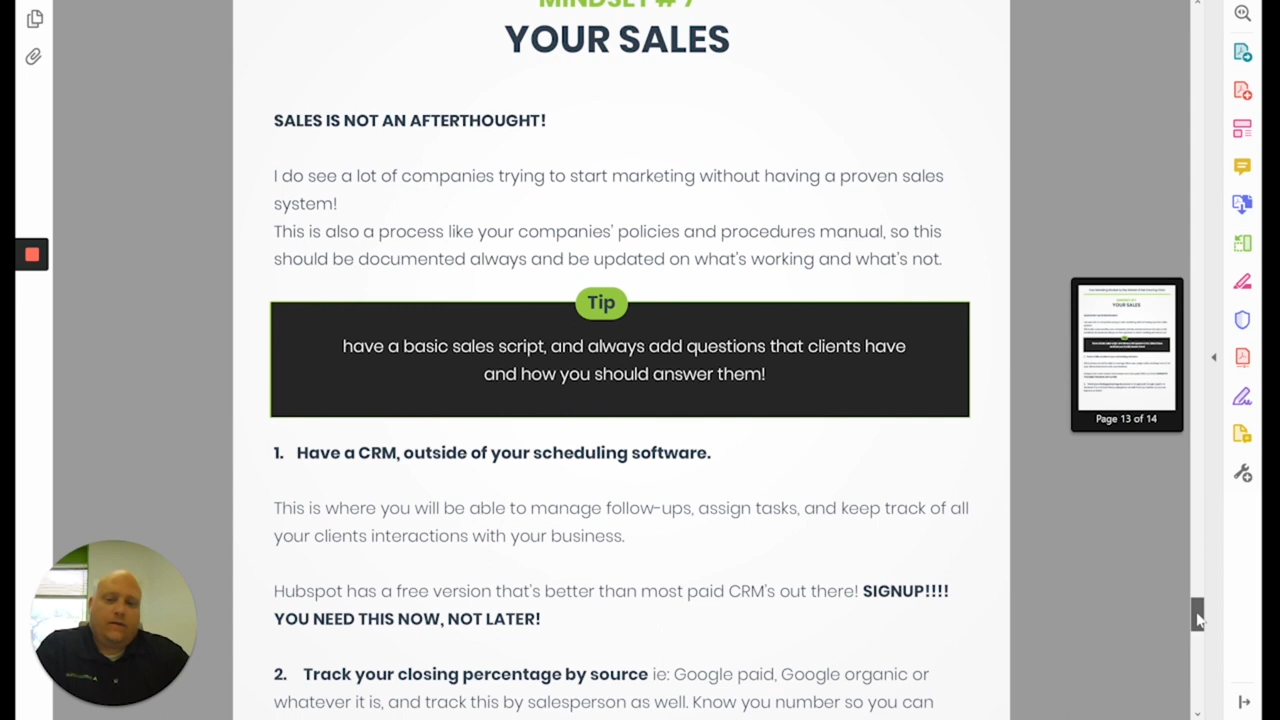 MINDSET # 7
YOUR SALES
SALES IS NOT AN AFTERTHOUGHT!
I do see a lot of companies trying to start marketing without having a proven sales
system!
This is also a process like your companies' policies and procedures manual, so this
should be documented always and be updated on what's working and what's not.
Tip
have a basic sales script, and always add questions that clients have
and how you should answer them!
1. Have a CRM, outside of your scheduling software.
This is where you will be able to manage follow-ups, assign tasks, and keep track of all
your clients interactions with your business.
Hubspot has a free version that's better than most paid CRM's out there! SIGNUP!!!!
YOU NEED THIS NOW, NOT LATER!
2. Track your closing percentage by source ie: Google paid, Google organic or
whatever it is, and track this by salesperson as well. Know you number so you can
YOUR SALES
Page 13 of 14